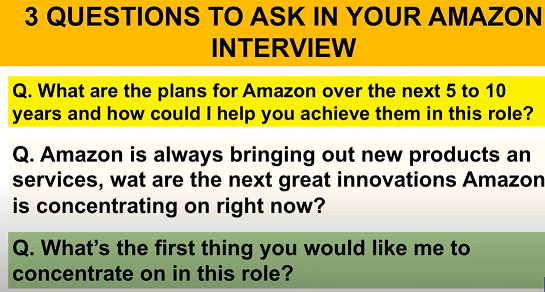 3 QUESTIONS TO ASK IN YOUR AMAZON
INTERVIEW
Q. What are the plans for Amazon over the next 5 to 10
years and how could I help you achieve them in this role?
Q. Amazon is always bringing out new products an
services, wat are the next great innovations Amazon
is concentrating on right now?
Q. What's the first thing you would like me to
concentrate on in this role?